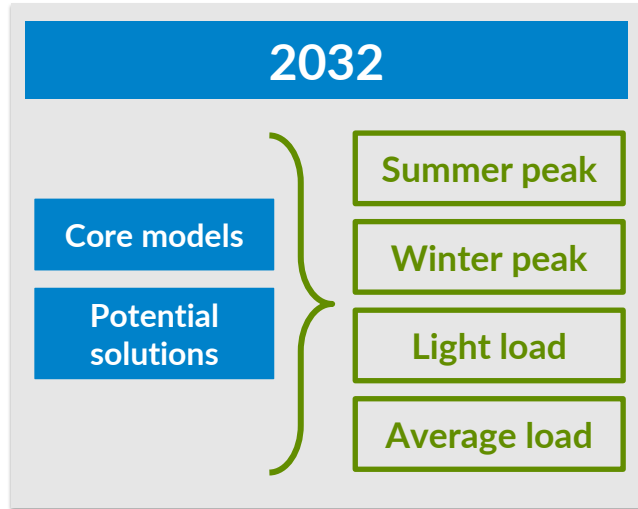 2032
Core models
Potential
solutions
Summer peak
Winter peak
Light load
Average load